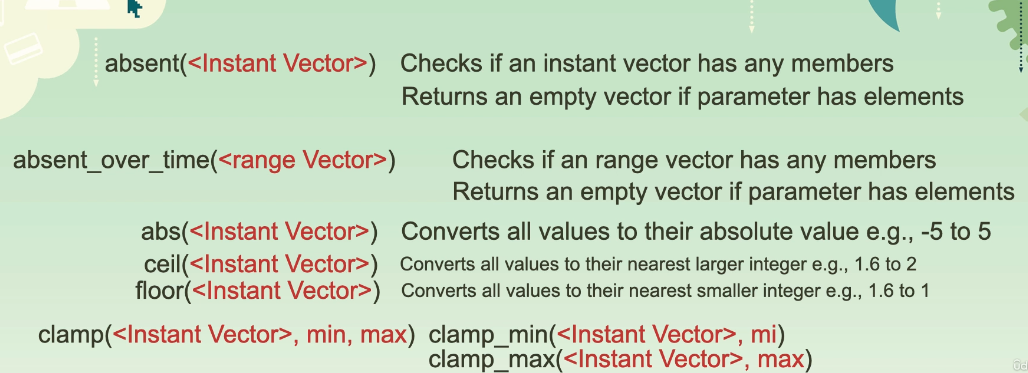 absent(<Instant Vector>) Checks if an instant vector has any members
Returns an empty vector if parameter has elements
absent_over_time(<range Vector>) Checks if an range vector has any members
Returns an empty vector if parameter has elements
abs(<Instant Vector>) Converts all values to their absolute value e.g., -5 to 5
ceil(<Instant Vector>) Converts all values to their nearest larger integer e.g., 1.6 to 2
floor(<Instant Vector>) Converts all values to their nearest smaller integer e.g., 1.6 to 1
clamp(<Instant Vector>, min, max) clamp_min(<Instant Vector>, mi)
clamp_max(<Instant Vector>, max)